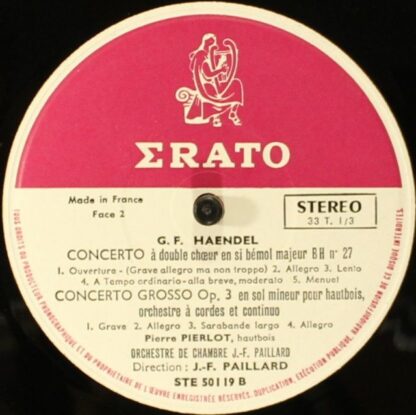 ΣRATO
Made in France
Face 2
STEREO
33 T. 1/3
G. F. HAENDEL
CONCERTO à double chœur en si bémol majeur BH n° 27
1. Ouverture - (Grave allegro ma non troppo) 2. Allegro 3. Lento
4. A Tempo ordinario - alla breve, moderato 5. Menuet
CONCERTO GROSSO Op. 3 en sol mineur pour hautbois,
orchestre à cordes et continuo
1. Grave 2. Allegro 3. Sarabande largo 4. Allegro
Pierre PIERLOT, hautbois
ORCHESTRE DE CHAMBRE J.-F. PAILLARD
Direction : J.-F. PAILLARD
STE 50119 B
TOUS DROITS DU PRODUCTEUR PHONOGRAPHIQUE ET DU PROPRIÉTAIRE DE L'ŒUVRE ENREGISTRÉE RÉSERVÉS. DUPLICATION, EXÉCUTION PUBLIQUE, RADIODIFFUSION DE CE DISQUE INTERDITES.